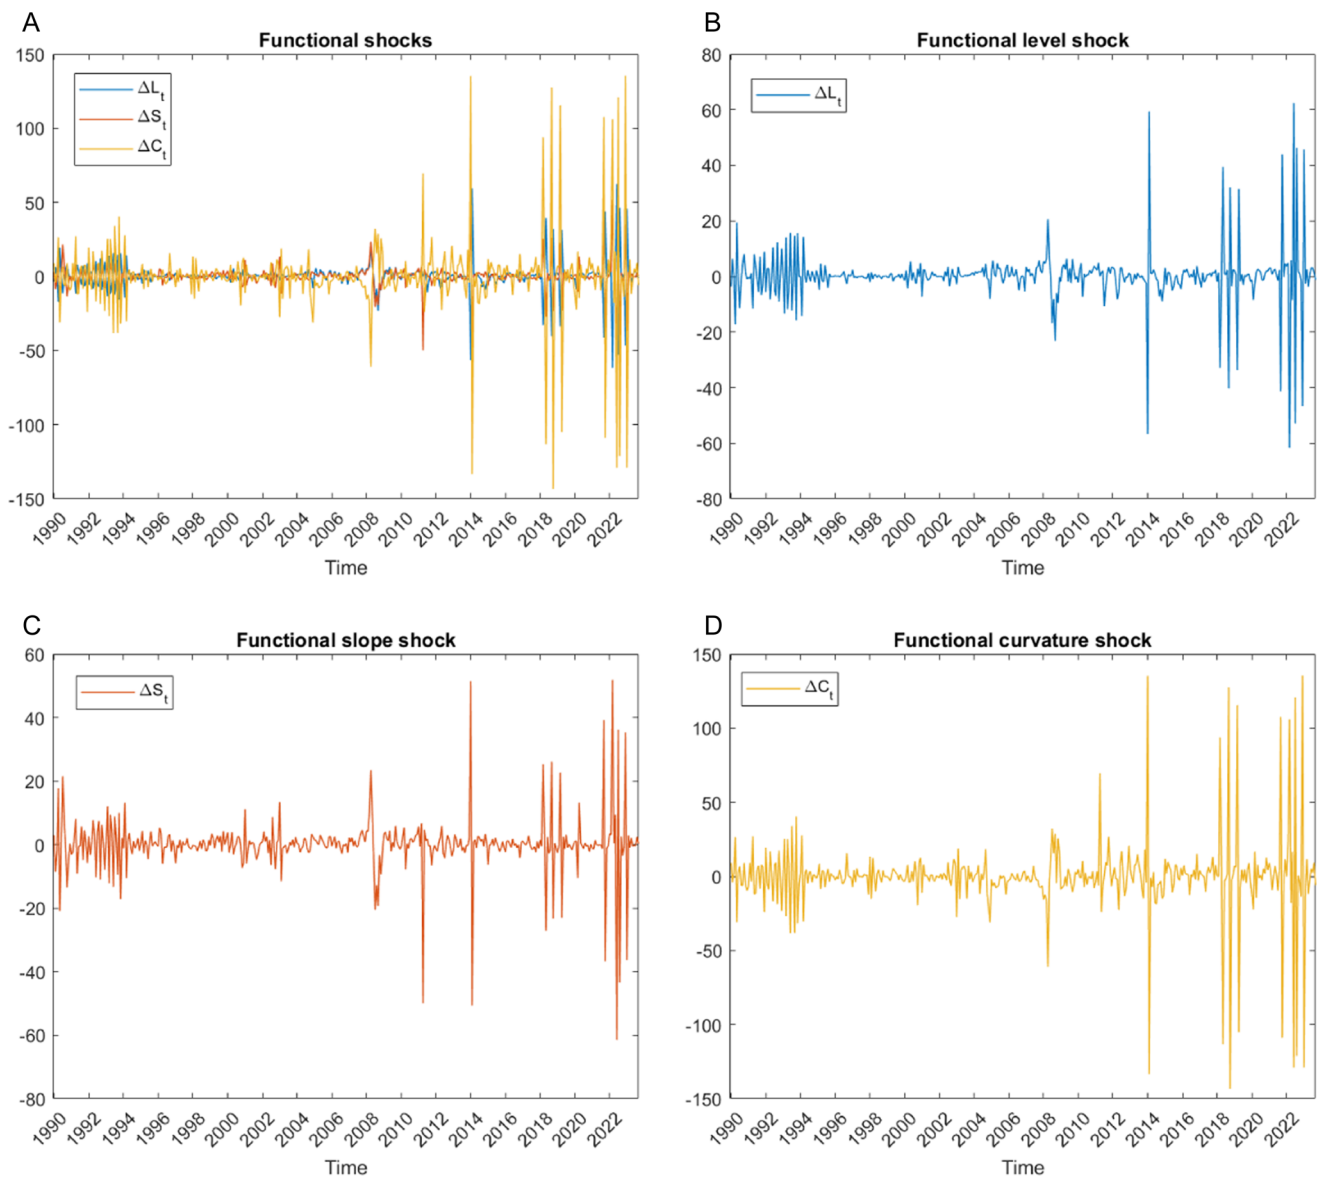 A
Functional shocks
150
100
50
0
-50
-100
-150
ΔLt
ΔSt
ΔCt
1990 1992 1994 1996 1998 2000 2002 2004 2006 2008 2010 2012 2014 2016 2018 2020 2022
Time
B
Functional level shock
80
60
40
20
0
-20
-40
-60
-80
ΔLt
1990 1992 1994 1996 1998 2000 2002 2004 2006 2008 2010 2012 2014 2016 2018 2020 2022
Time
C
Functional slope shock
60
40
20
0
-20
-40
-60
-80
ΔSt
1990 1992 1994 1996 1998 2000 2002 2004 2006 2008 2010 2012 2014 2016 2018 2020 2022
Time
D
Functional curvature shock
150
100
50
0
-50
-100
-150
ΔCt
1990 1992 1994 1996 1998 2000 2002 2004 2006 2008 2010 2012 2014 2016 2018 2020 2022
Time